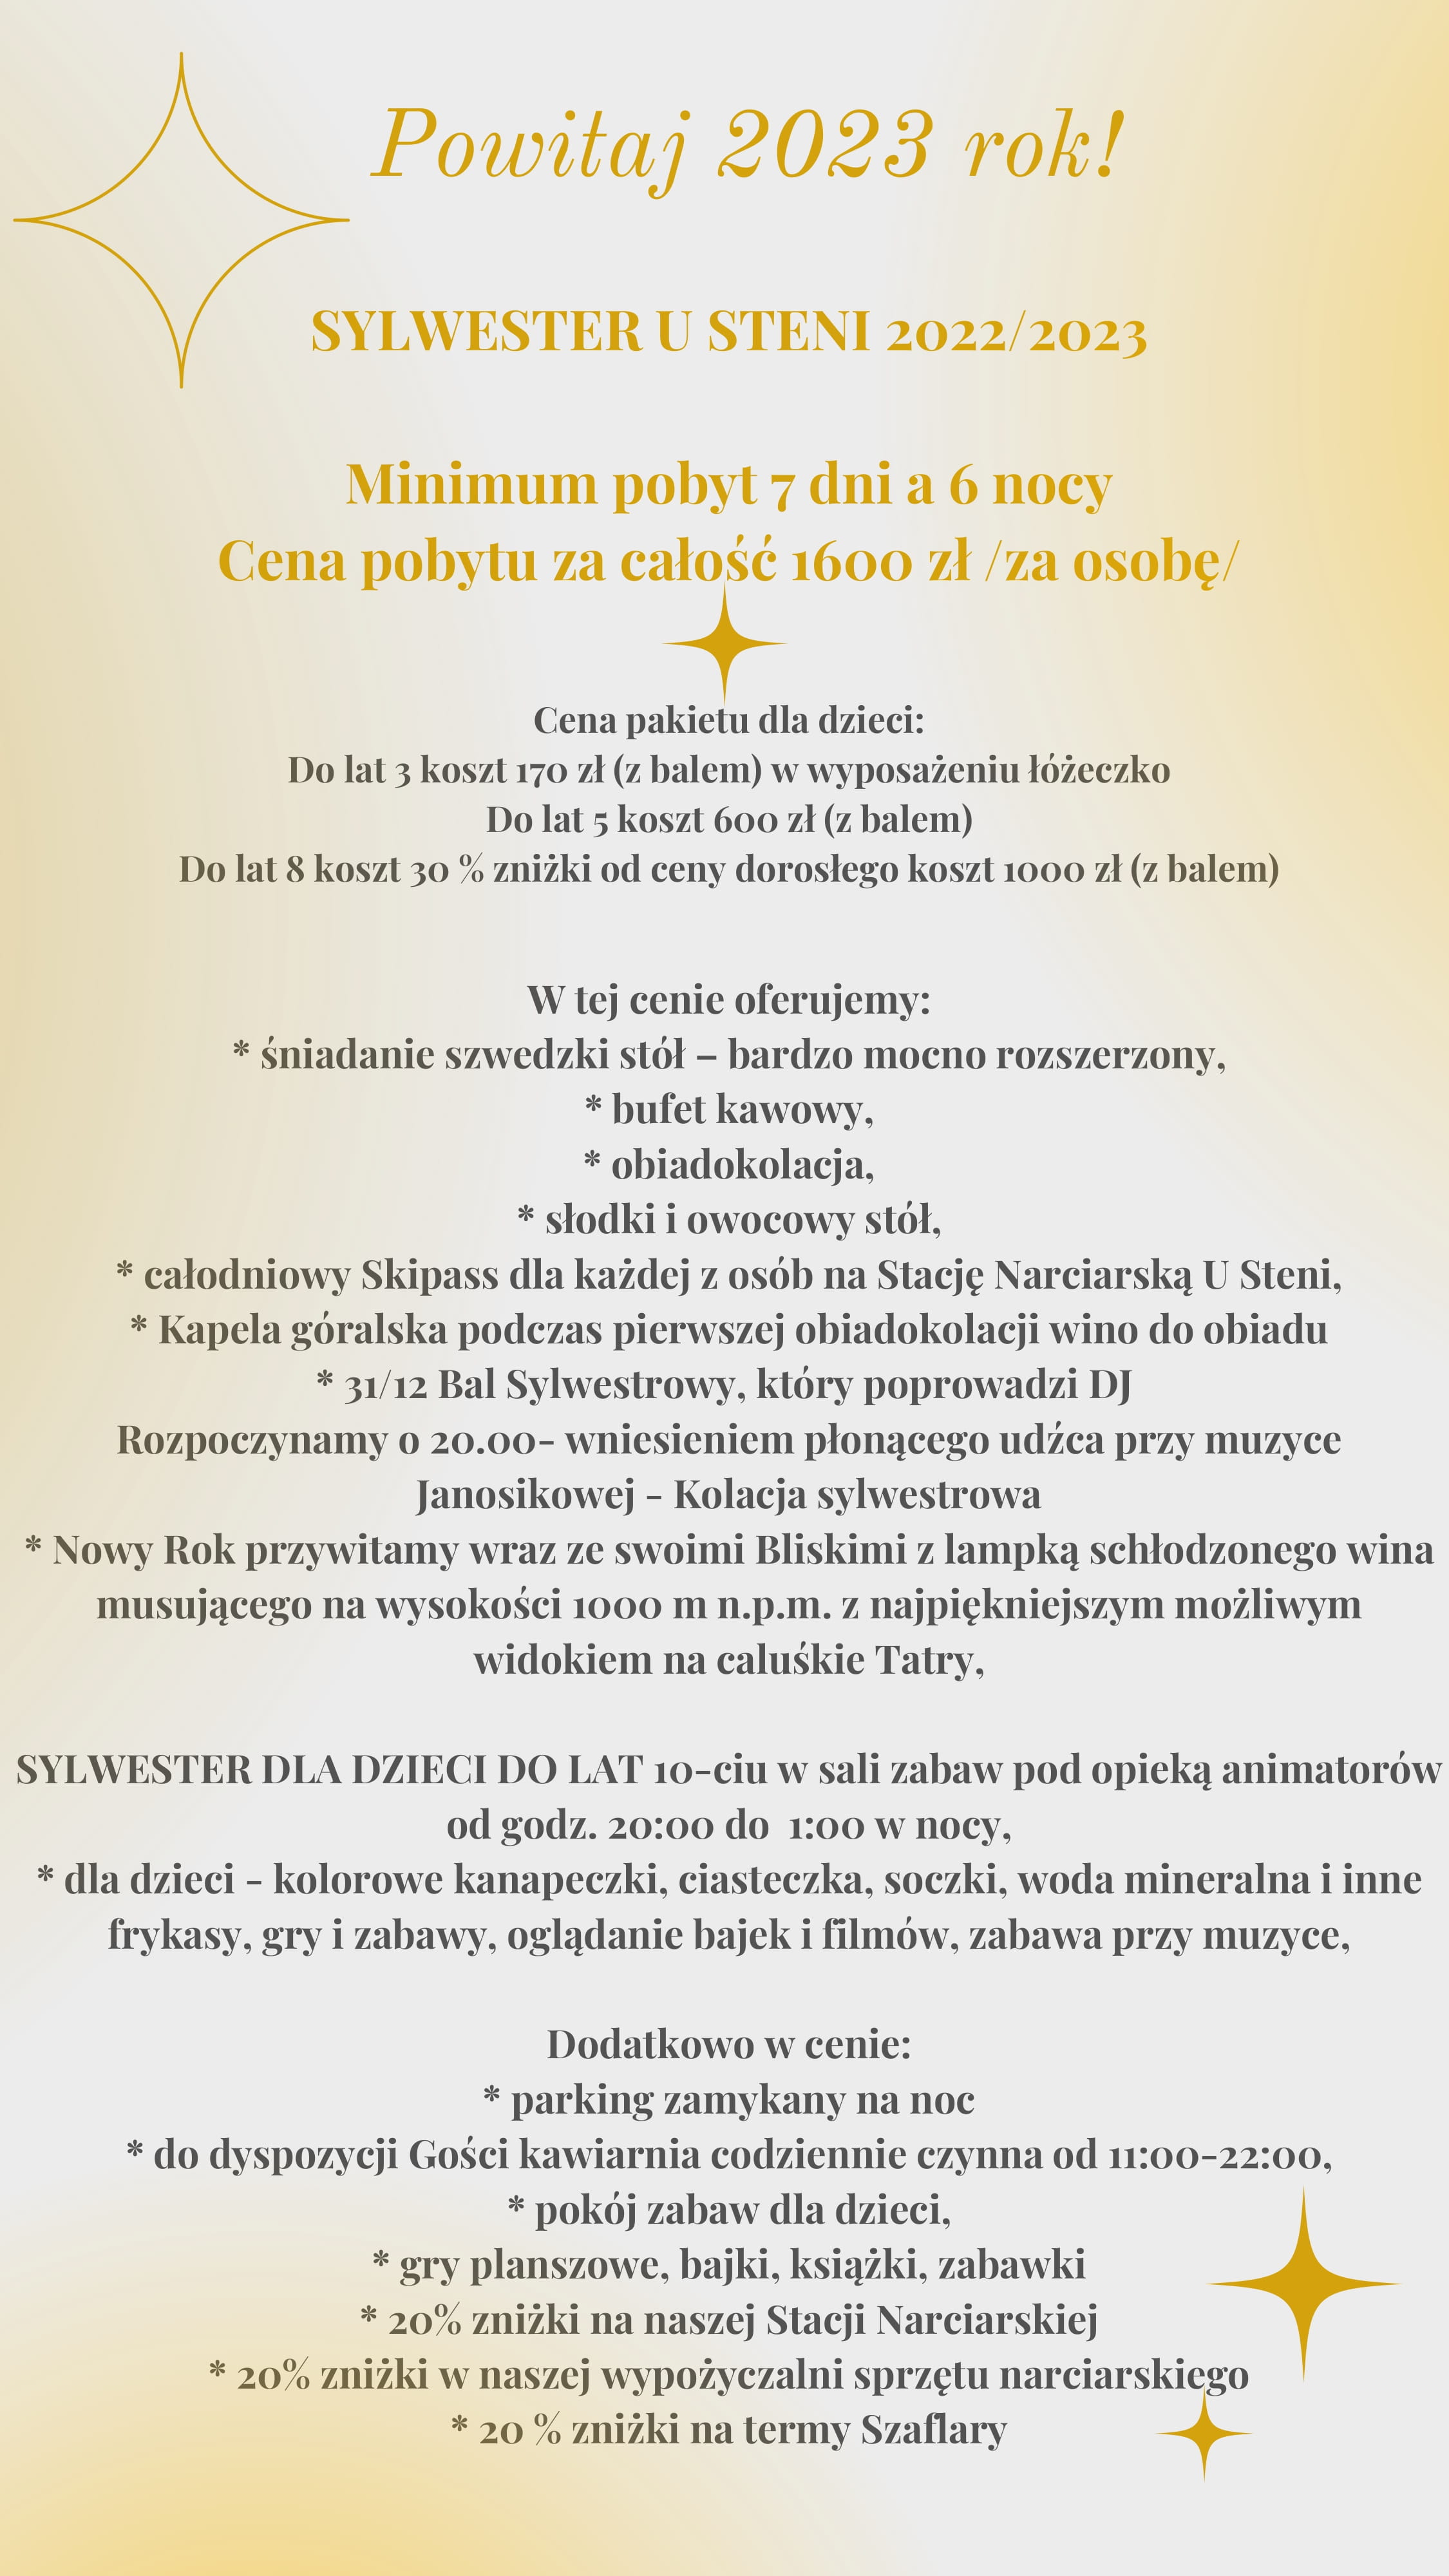 Powitaj 2023 rok!
SYLWESTER U STENI 2022/2023
Minimum pobyt 7 dni a 6 nocy
Cena pobytu za całość 1600 zł /za osobę/
Cena pakietu dla dzieci:
Do lat 3 koszt 170 zł (z balem) w wyposażeniu łóżeczko
Do lat 5 koszt 600 zł (z balem)
Do lat 8 koszt 30 % zniżki od ceny dorosłego koszt 1000 zł (z balem)
W tej cenie oferujemy:
* śniadanie szwedzki stół – bardzo mocno rozszerzony,
* bufet kawowy,
* obiadokolacja,
* słodki i owocowy stół,
* całodniowy Skipass dla każdej z osób na Stację Narciarską U Steni,
* Kapela góralska podczas pierwszej obiadokolacji wino do obiadu
* 31/12 Bal Sylwestrowy, który poprowadzi DJ
Rozpoczynamy o 20.00- wniesieniem płonącego udźca przy muzyce
Janosikowej - Kolacja sylwestrowa
* Nowy Rok przywitamy wraz ze swoimi Bliskimi z lampką schłodzonego wina
musującego na wysokości 1000 m n.p.m. z najpiękniejszym możliwym
widokiem na caluśkie Tatry,
SYLWESTER DLA DZIECI DO LAT 10-ciu w sali zabaw pod opieką animatorów
od godz. 20:00 do 1:00 w nocy,
* dla dzieci - kolorowe kanapeczki, ciasteczka, soczki, woda mineralna i inne
frykasy, gry i zabawy, oglądanie bajek i filmów, zabawa przy muzyce,
Dodatkowo w cenie:
* parking zamykany na noc
* do dyspozycji Gości kawiarnia codziennie czynna od 11:00-22:00,
* pokój zabaw dla dzieci,
* gry planszowe, bajki, książki, zabawki
* 20% zniżki na naszej Stacji Narciarskiej
* 20% zniżki w naszej wypożyczalni sprzętu narciarskiego
* 20 % zniżki na termy Szaflary